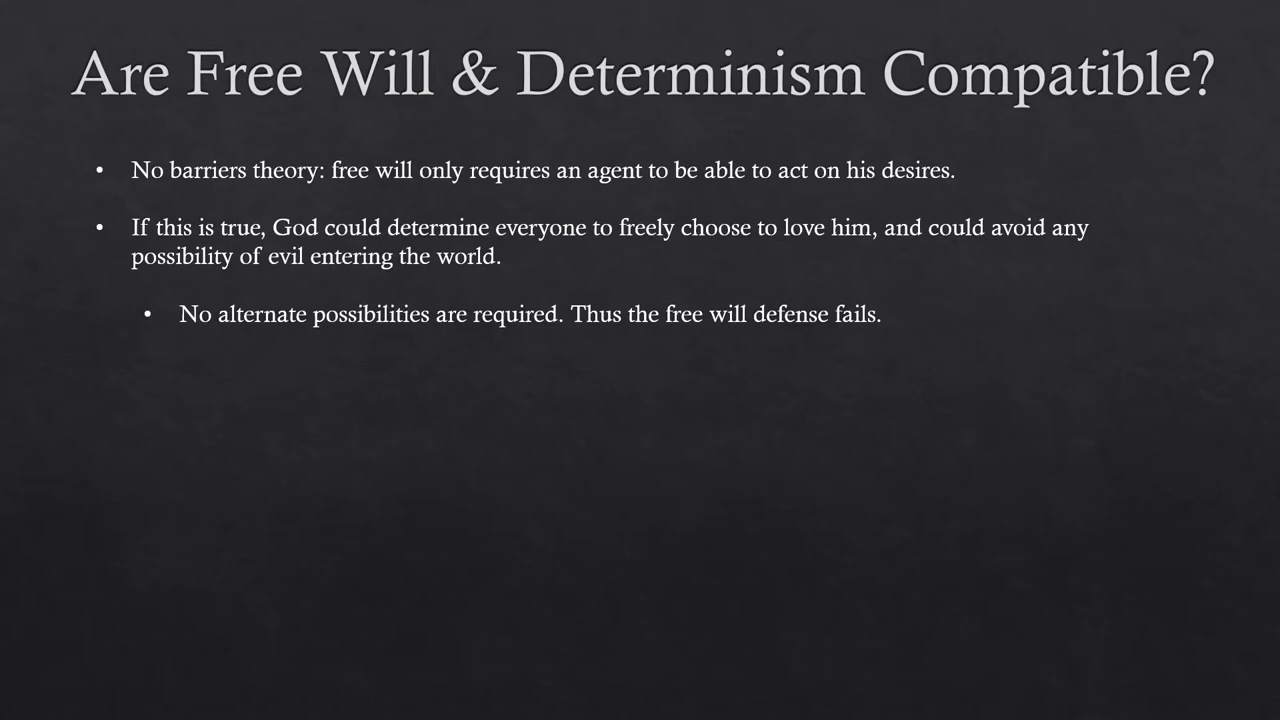 Are Free Will & Determinism Compatible?
• No barriers theory: free will only requires an agent to be able to act on his desires.
• If this is true, God could determine everyone to freely choose to love him, and could avoid any
possibility of evil entering the world.
• No alternate possibilities are required. Thus the free will defense fails.